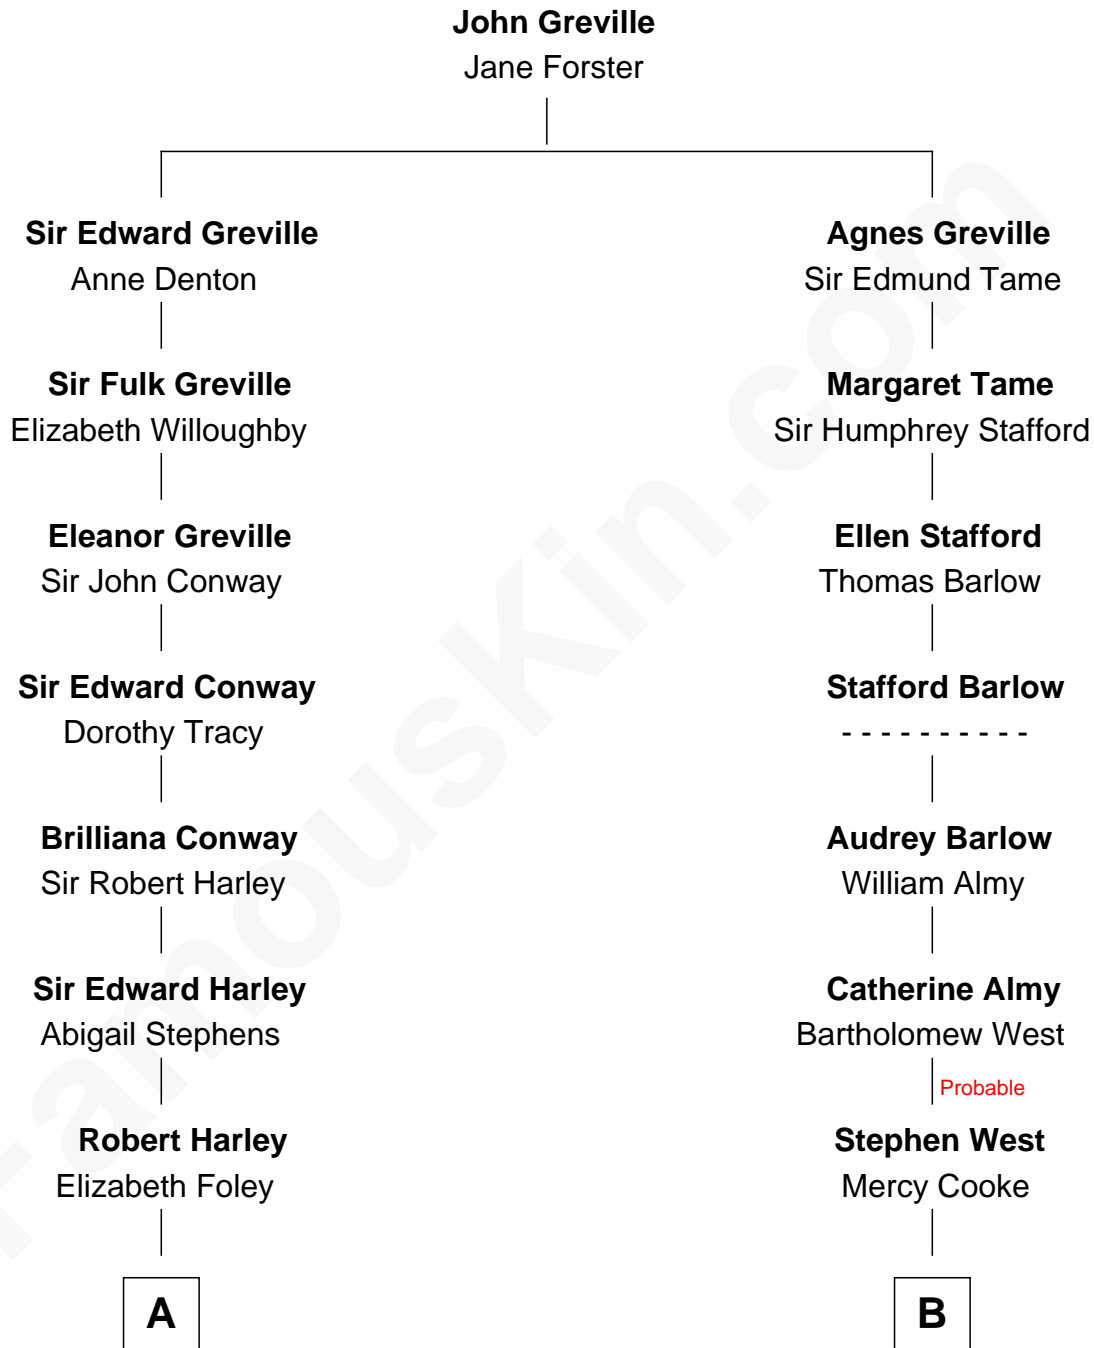 John Greville
Jane Forster
Sir Edward Greville
Anne Denton
Agnes Greville
Sir Edmund Tame
Sir Fulk Greville
Elizabeth Willoughby
Margaret Tame
Sir Humphrey Stafford
Eleanor Greville
Sir John Conway
Ellen Stafford
Thomas Barlow
Sir Edward Conway
Dorothy Tracy
Stafford Barlow
- - - - - - - - - -
Brilliana Conway
Sir Robert Harley
Audrey Barlow
William Almy
Sir Edward Harley
Abigail Stephens
Catherine Almy
Bartholomew West
Probable
Robert Harley
Elizabeth Foley
Stephen West
Mercy Cooke
A
B
FamousKin.com